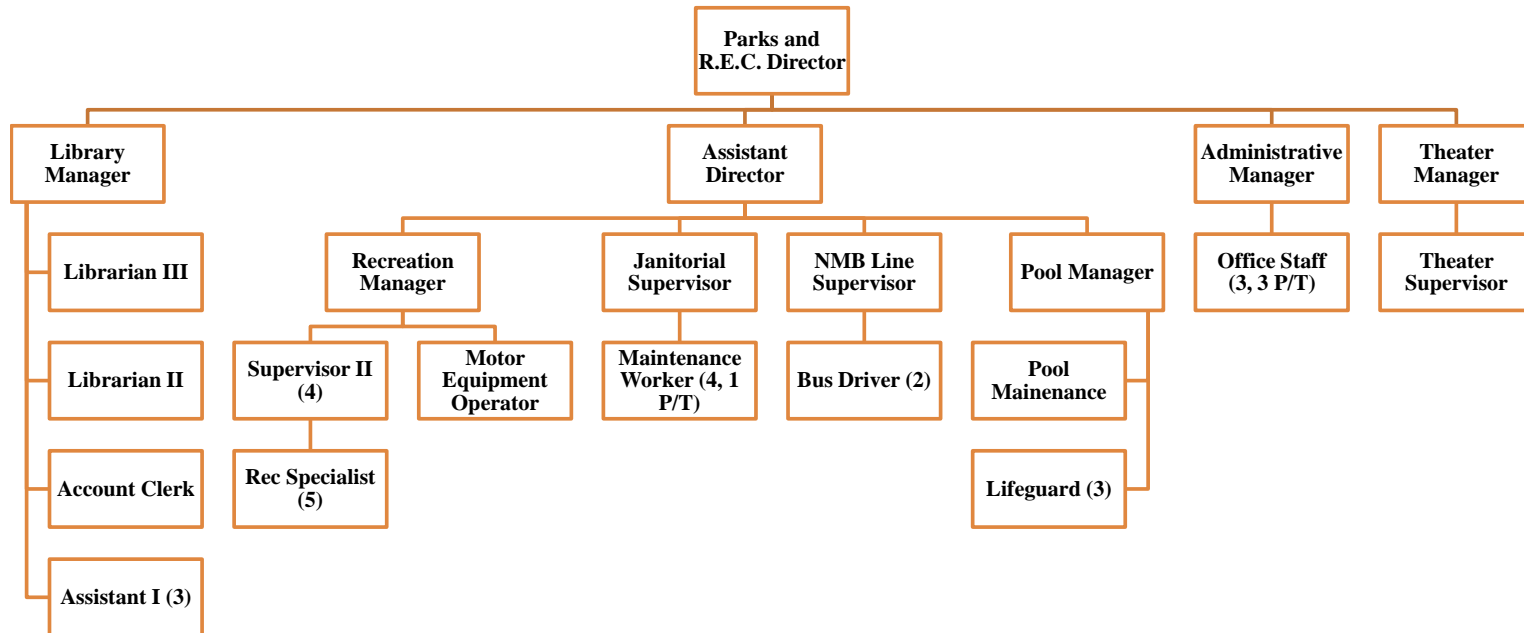 Parks and
R.E.C. Director
Library
Manager
Assistant
Director
Administrative
Manager
Theater
Manager
Librarian III
Recreation
Manager
Janitorial
Supervisor
NMB Line
Supervisor
Pool Manager
Office Staff
(3, 3 P/T)
Theater
Supervisor
Librarian II
Supervisor II
(4)
Motor
Equipment
Operator
Maintenance
Worker (4, 1
P/T)
Bus Driver (2)
Pool
Mainenance
Account Clerk
Rec Specialist
(5)
Lifeguard (3)
Assistant I (3)